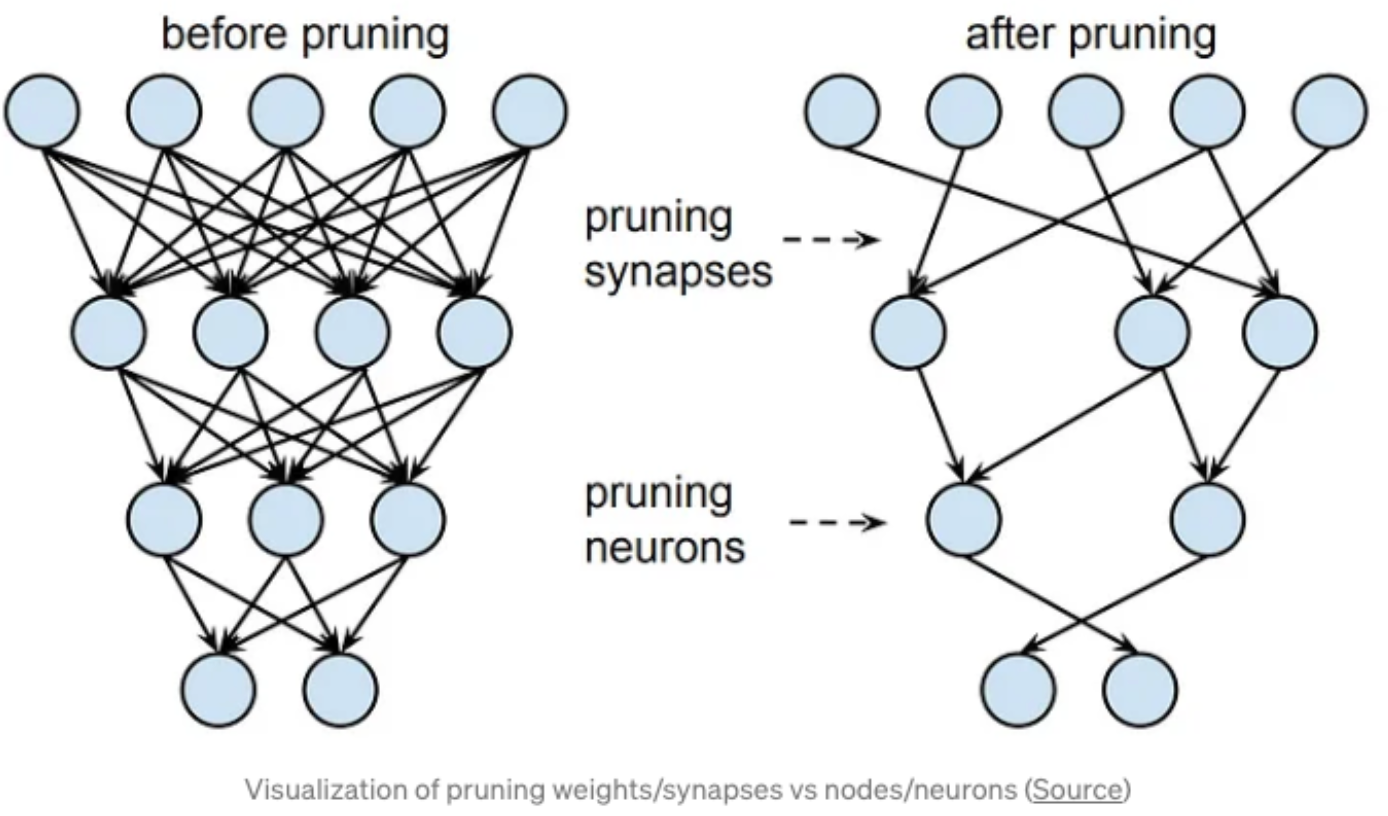 before pruning
after pruning
pruning
synapses
pruning
neurons
Visualization of pruning weights/synapses vs nodes/neurons (Source)